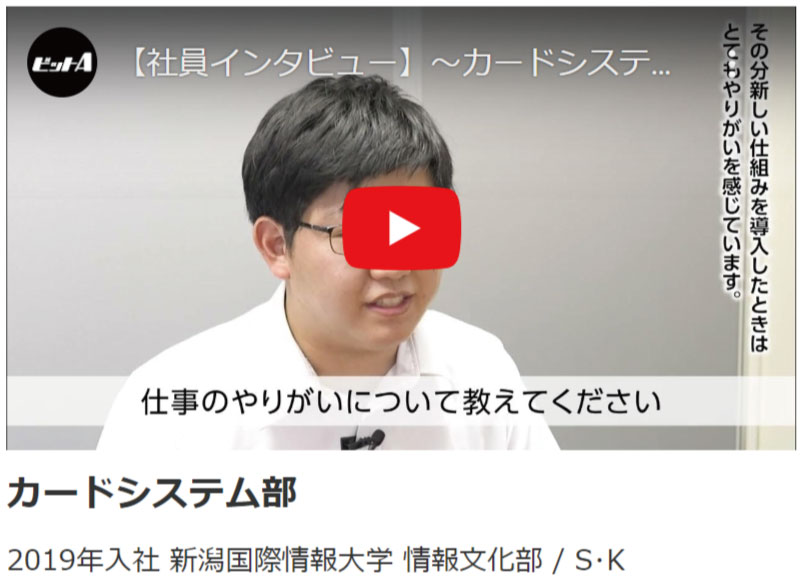 ビットA
【社員インタビュー】～カードシステ...
その分新しい仕組みを導入したときは
とてもやりがいを感じています。
仕事のやりがいについて教えてください
カードシステム部
2019年入社 新潟国際情報大学 情報文化部 / S･K